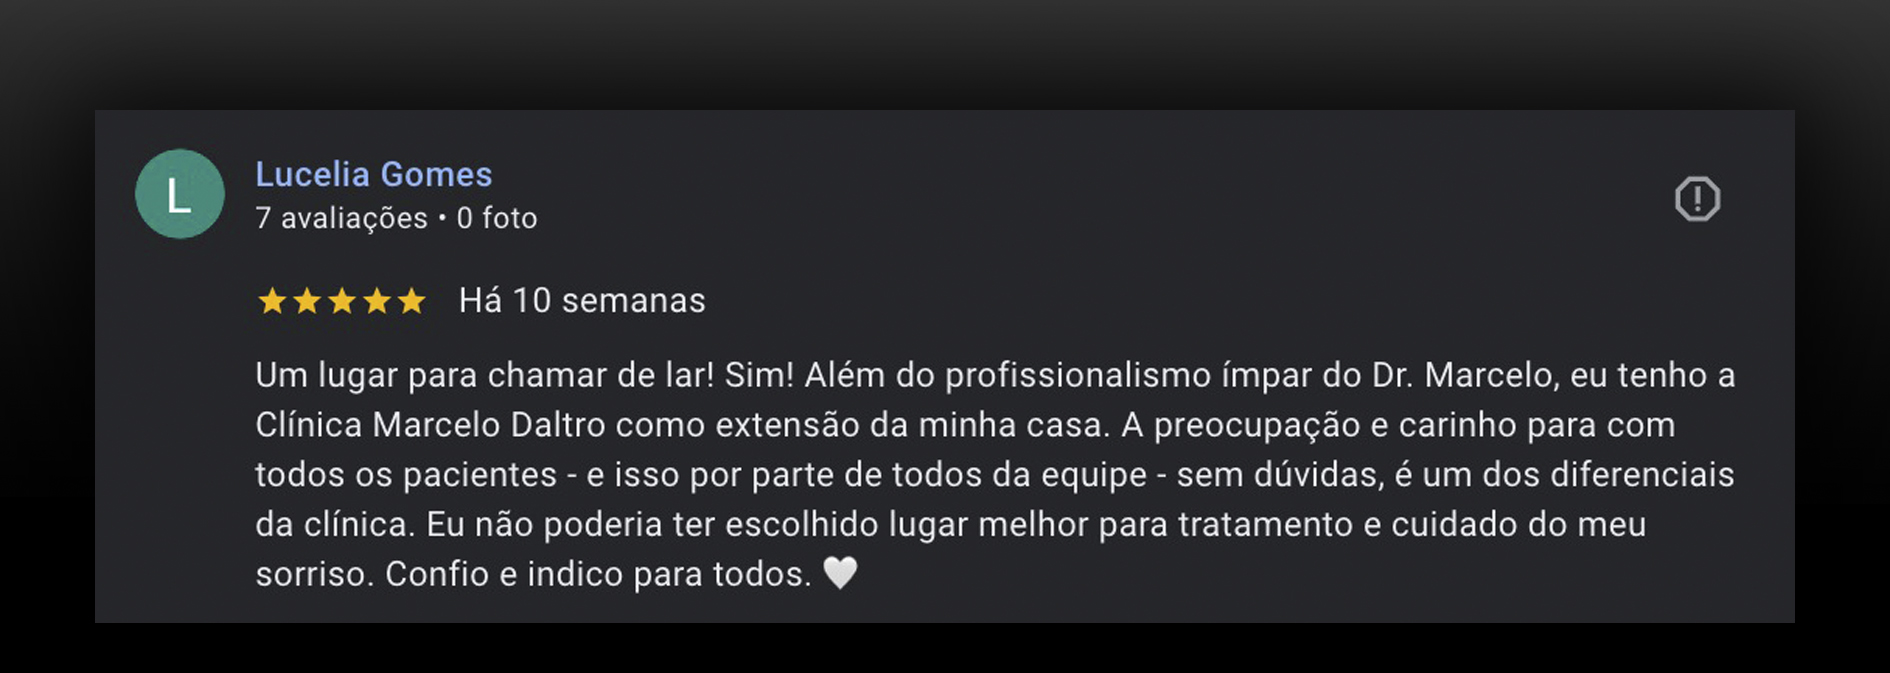 L
Lucelia Gomes
7 avaliações • 0 foto
Há 10 semanas
Um lugar para chamar de lar! Sim! Além do profissionalismo ímpar do Dr. Marcelo, eu tenho a
Clínica Marcelo Daltro como extensão da minha casa. A preocupação e carinho para com
todos os pacientes - e isso por parte de todos da equipe - sem dúvidas, é um dos diferenciais
da clínica. Eu não poderia ter escolhido lugar melhor para tratamento e cuidado do meu
sorriso. Confio e indico para todos. 🤍